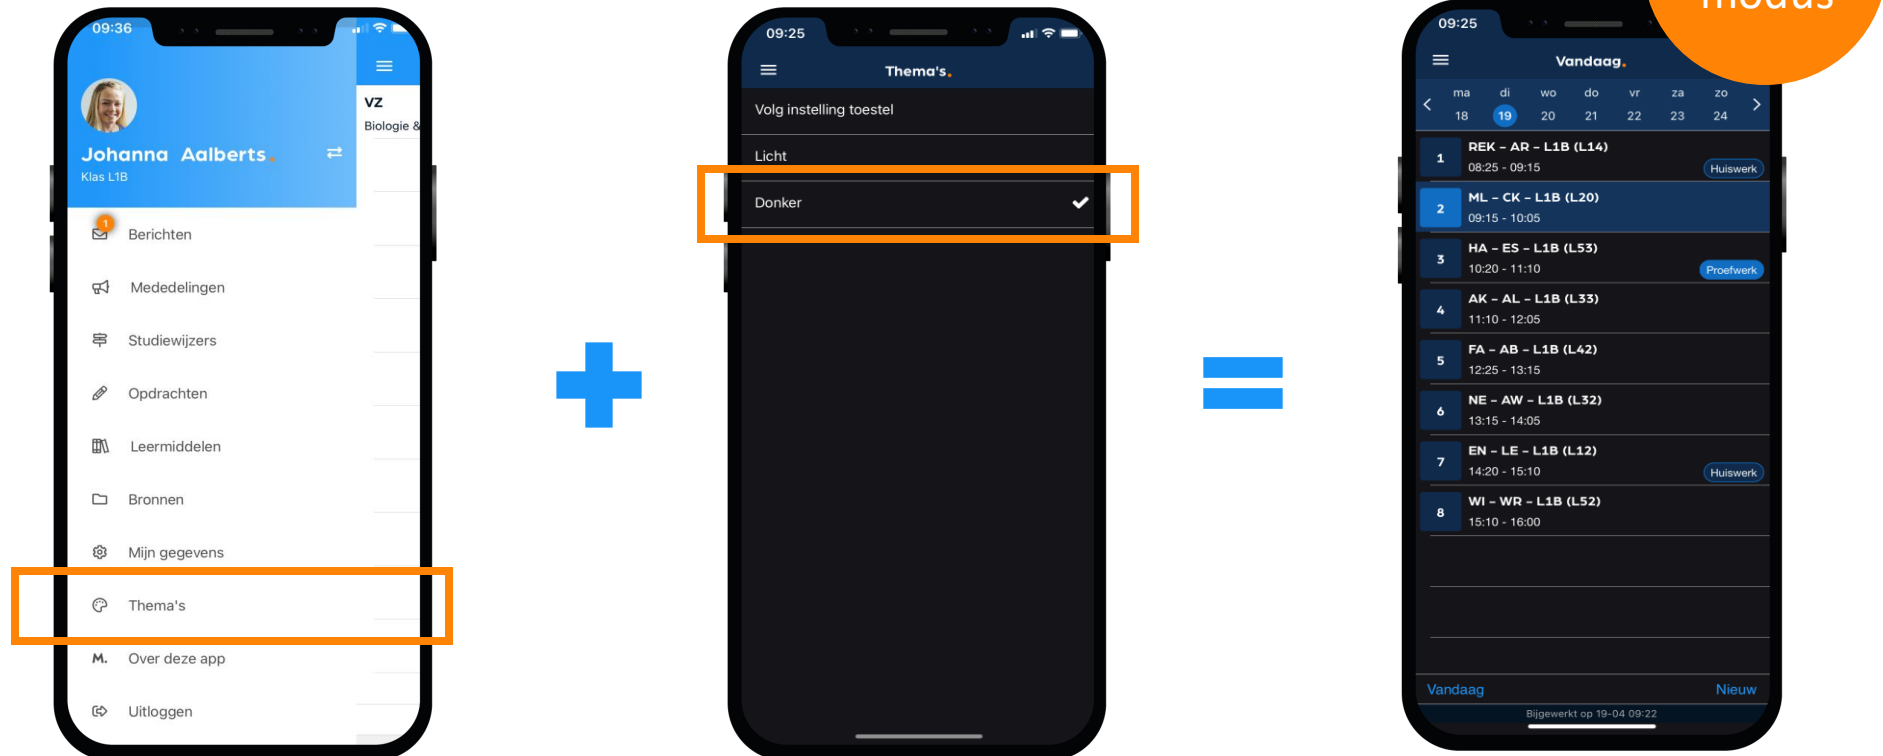 09:36
VZ
Biologie &
Johanna Aalberts.
Klas L1B
1
Berichten
Mededelingen
Studiewijzers
Opdrachten
Leermiddelen
Bronnen
Mijn gegevens
Thema's
M. Over deze app
Uitloggen
09:25
Thema's.
Volg instelling toestel
Licht
Donker
modus
09:25
Vandaag.
ma di wo do vr za zo
18 19 20 21 22 23 24
1 REK – AR – L1B (L14)
08:25 - 09:15 Huiswerk
2 ML – CK – L1B (L20)
09:15 - 10:05
3 HA – ES – L1B (L53)
10:20 - 11:10 Proefwerk
4 AK – AL – L1B (L33)
11:10 - 12:05
5 FA – AB – L1B (L42)
12:25 - 13:15
6 NE – AW – L1B (L32)
13:15 - 14:05
7 EN – LE – L1B (L12)
14:20 - 15:10 Huiswerk
8 WI – WR – L1B (L52)
15:10 - 16:00
Vandaag Nieuw
Bijgewerkt op 19-04 09:22